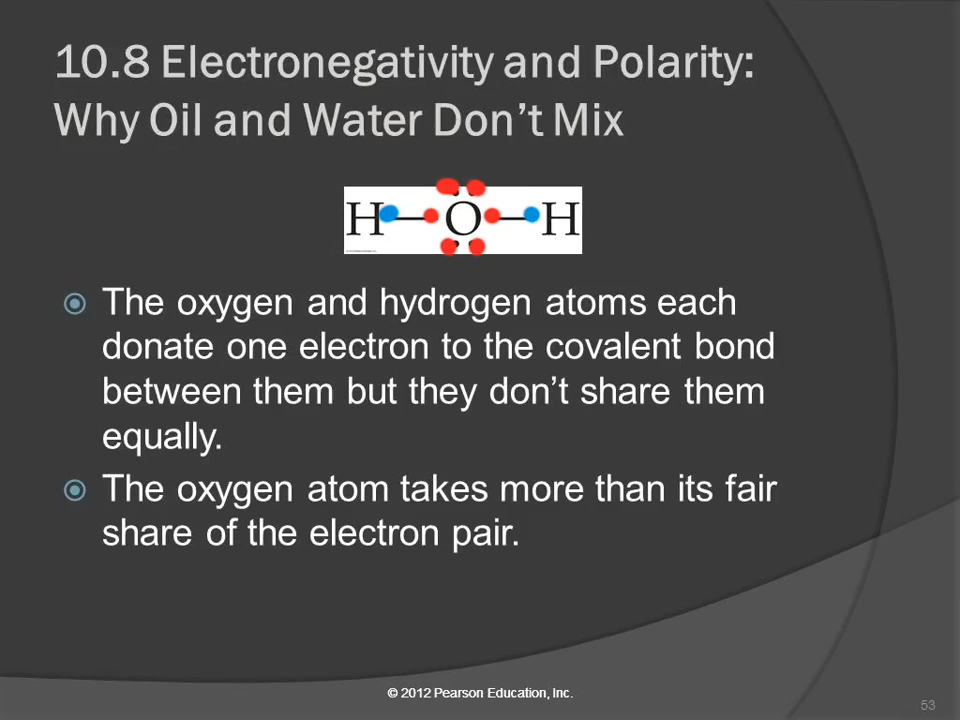 10.8 Electronegativity and Polarity:
Why Oil and Water Don’t Mix
H—O—H
The oxygen and hydrogen atoms each
donate one electron to the covalent bond
between them but they don’t share them
equally.
The oxygen atom takes more than its fair
share of the electron pair.
© 2012 Pearson Education, Inc.
53